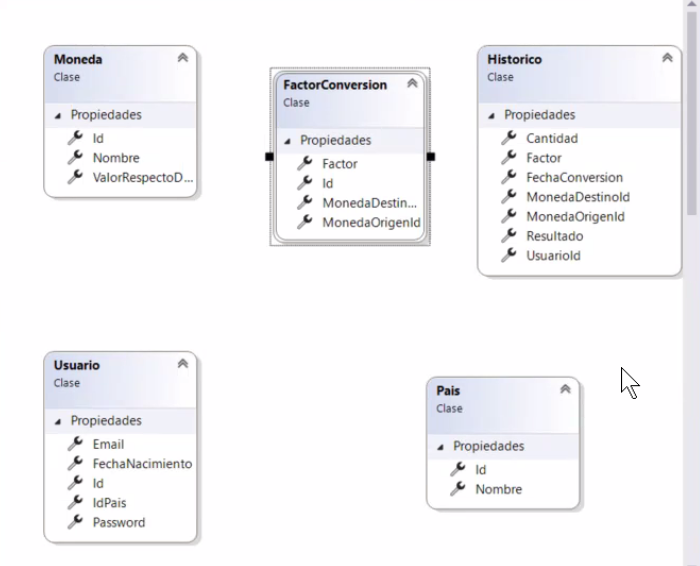 Moneda
Clase
Propiedades
Id
Nombre
ValorRespectoD...
FactorConversion
Clase
Propiedades
Factor
Id
MonedaDestin...
MonedaOrigenId
Historico
Clase
Propiedades
Cantidad
Factor
FechaConversion
MonedaDestinoId
MonedaOrigenId
Resultado
UsuarioId
Usuario
Clase
Propiedades
Email
FechaNacimiento
Id
IdPais
Password
Pais
Clase
Propiedades
Id
Nombre